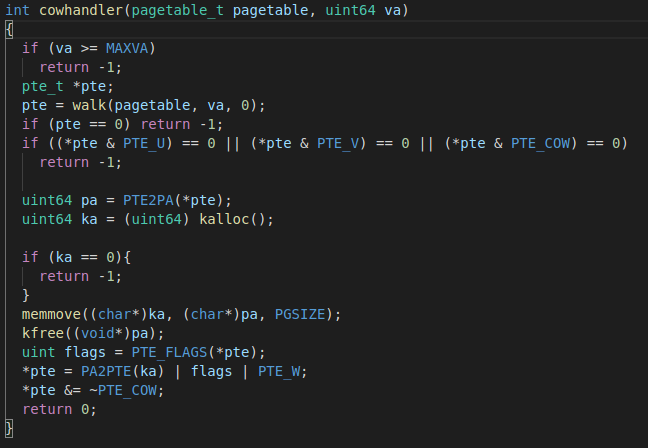 int cowhandler(pagetable_t pagetable, uint64 va)
{
  if (va >= MAXVA)
    return -1;
  pte_t *pte;
  pte = walk(pagetable, va, 0);
  if (pte == 0) return -1;
  if ((*pte & PTE_U) == 0 || (*pte & PTE_V) == 0 || (*pte & PTE_COW) == 0)
    return -1;

  uint64 pa = PTE2PA(*pte);
  uint64 ka = (uint64) kalloc();

  if (ka == 0){
    return -1;
  }
  memmove((char*)ka, (char*)pa, PGSIZE);
  kfree((void*)pa);
  uint flags = PTE_FLAGS(*pte);
  *pte = PA2PTE(ka) | flags | PTE_W;
  *pte &= ~PTE_COW;
  return 0;
}